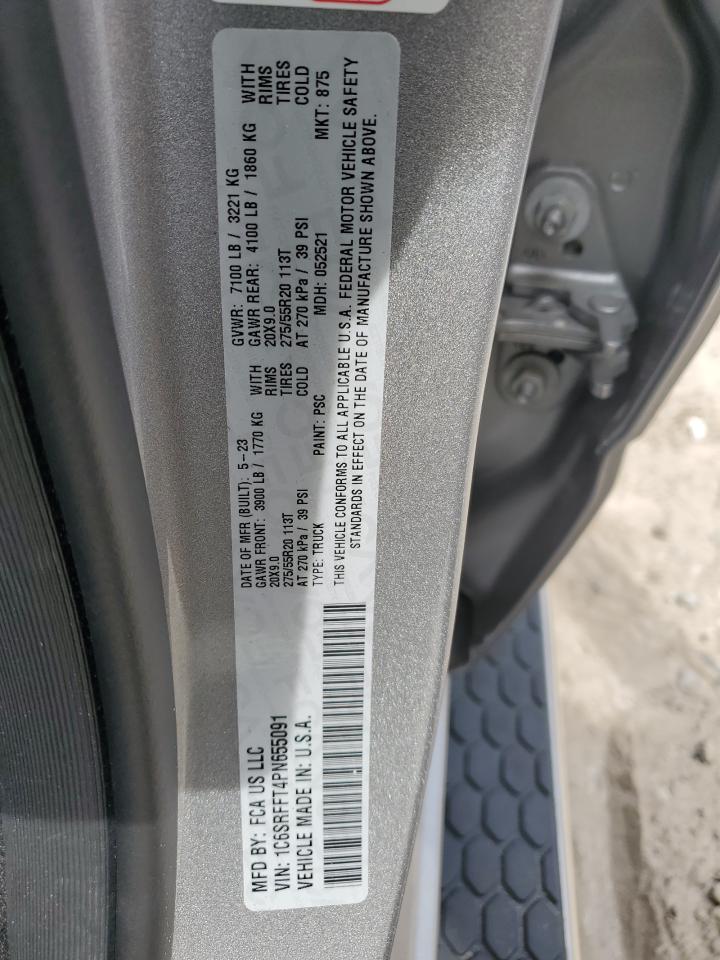 MFD BY: FCA US LLC
DATE OF MFR (BUILT): 5-23
GVWR: 7100 LB / 3221 KG
VIN: 1C6SRFFT4PN655091
GAWR FRONT: 3900 LB / 1770 KG WITH
GAWR REAR: 4100 LB / 1860 KG WITH
VEHICLE MADE IN: U.S.A.
20X9.0 RIMS
20X9.0 RIMS
275/55R20 113T TIRES
275/55R20 113T TIRES
AT 270 kPa / 39 PSI COLD
AT 270 kPa / 39 PSI COLD
TYPE: TRUCK PAINT: PSC MDH: 052521 MKT: 875
THIS VEHICLE CONFORMS TO ALL APPLICABLE U.S.A. FEDERAL MOTOR VEHICLE SAFETY
STANDARDS IN EFFECT ON THE DATE OF MANUFACTURE SHOWN ABOVE.